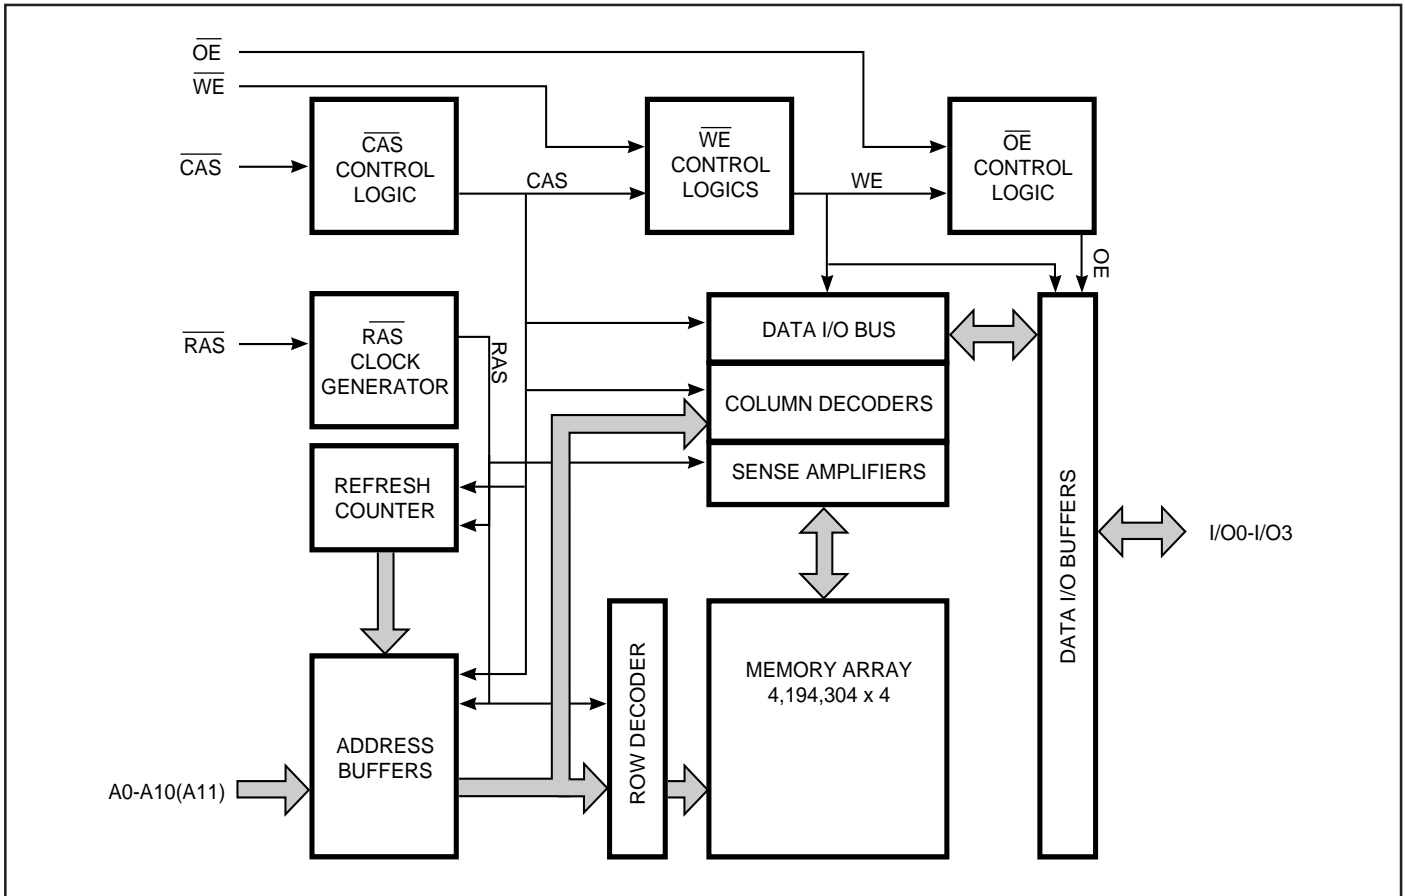 OE
WE
CAS
CAS
CONTROL
LOGIC
CAS
WE
CONTROL
LOGICS
WE
OE
CONTROL
LOGIC
OE
RAS
RAS
CLOCK
GENERATOR
RAS
DATA I/O BUS
COLUMN DECODERS
SENSE AMPLIFIERS
REFRESH
COUNTER
DATA I/O BUFFERS
I/O0-I/O3
ROW DECODER
MEMORY ARRAY
4,194,304 x 4
ADDRESS
BUFFERS
A0-A10(A11)